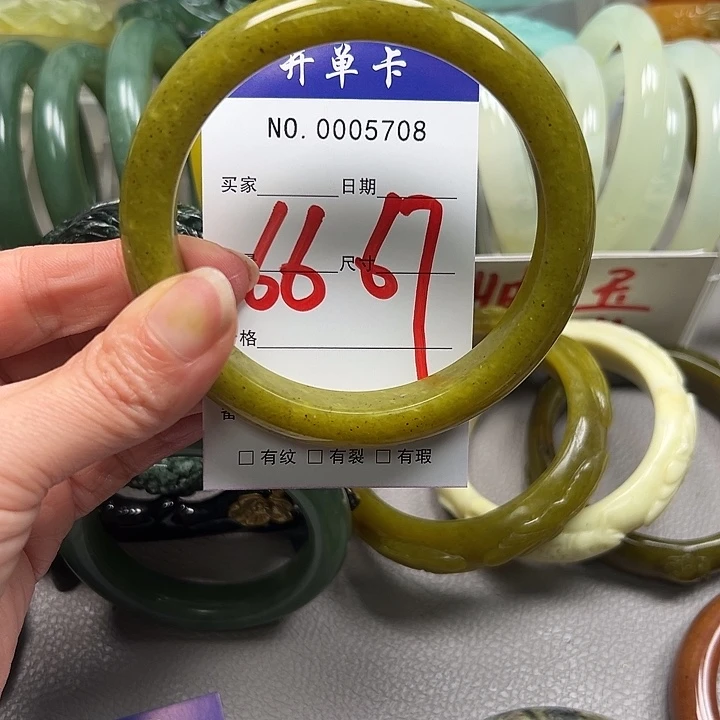 开单卡
NO. 0005708
买家 日期
66 尺寸 67
格
□ 有纹 □ 有裂 □ 有瑕